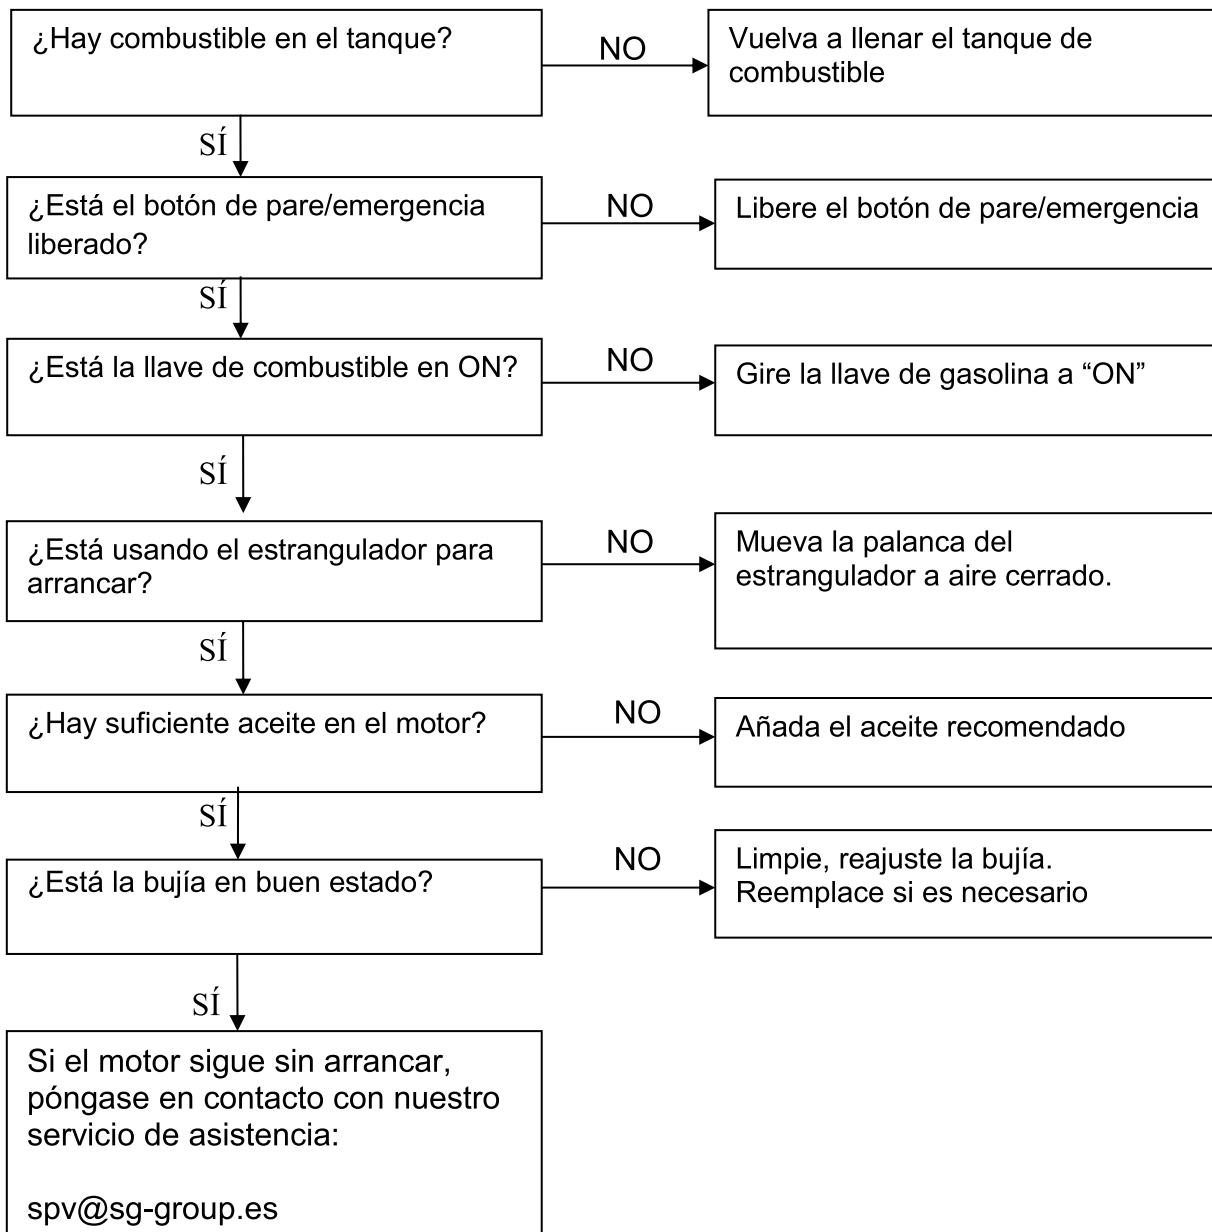 ¿Hay combustible en el tanque?
NO
Vuelva a llenar el tanque de
combustible
SÍ
¿Está el botón de pare/emergencia
liberado?
NO
Libere el botón de pare/emergencia
SÍ
¿Está la llave de combustible en ON?
NO
Gire la llave de gasolina a “ON”
SÍ
¿Está usando el estrangulador para
arrancar?
NO
Mueva la palanca del
estrangulador a aire cerrado.
SÍ
¿Hay suficiente aceite en el motor?
NO
Añada el aceite recomendado
SÍ
¿Está la bujía en buen estado?
NO
Limpie, reajuste la bujía.
Reemplace si es necesario
SÍ
Si el motor sigue sin arrancar,
póngase en contacto con nuestro
servicio de asistencia:
spv@sg-group.es